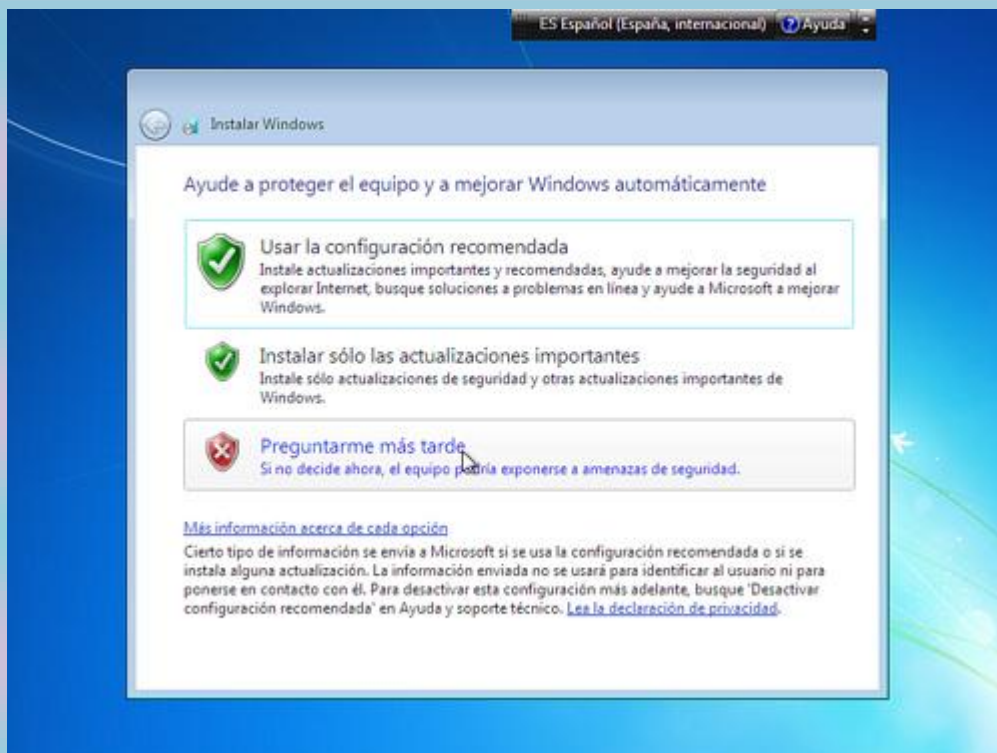 ES Español (España, internacional) Ayuda
Instalar Windows
Ayude a proteger el equipo y a mejorar Windows automáticamente
Usar la configuración recomendada
Instale actualizaciones importantes y recomendadas, ayude a mejorar la seguridad al
explorar Internet, busque soluciones a problemas en línea y ayude a Microsoft a mejorar
Windows.
Instalar sólo las actualizaciones importantes
Instale sólo actualizaciones de seguridad y otras actualizaciones importantes de
Windows.
Preguntarme más tarde
Si no decide ahora, el equipo podría exponerse a amenazas de seguridad.
Más información acerca de cada opción
Cierto tipo de información se envía a Microsoft si se usa la configuración recomendada o si se
instala alguna actualización. La información enviada no se usará para identificar al usuario ni para
ponerse en contacto con él. Para desactivar esta configuración más adelante, busque 'Desactivar
configuración recomendada' en Ayuda y soporte técnico. Lea la declaración de privacidad.